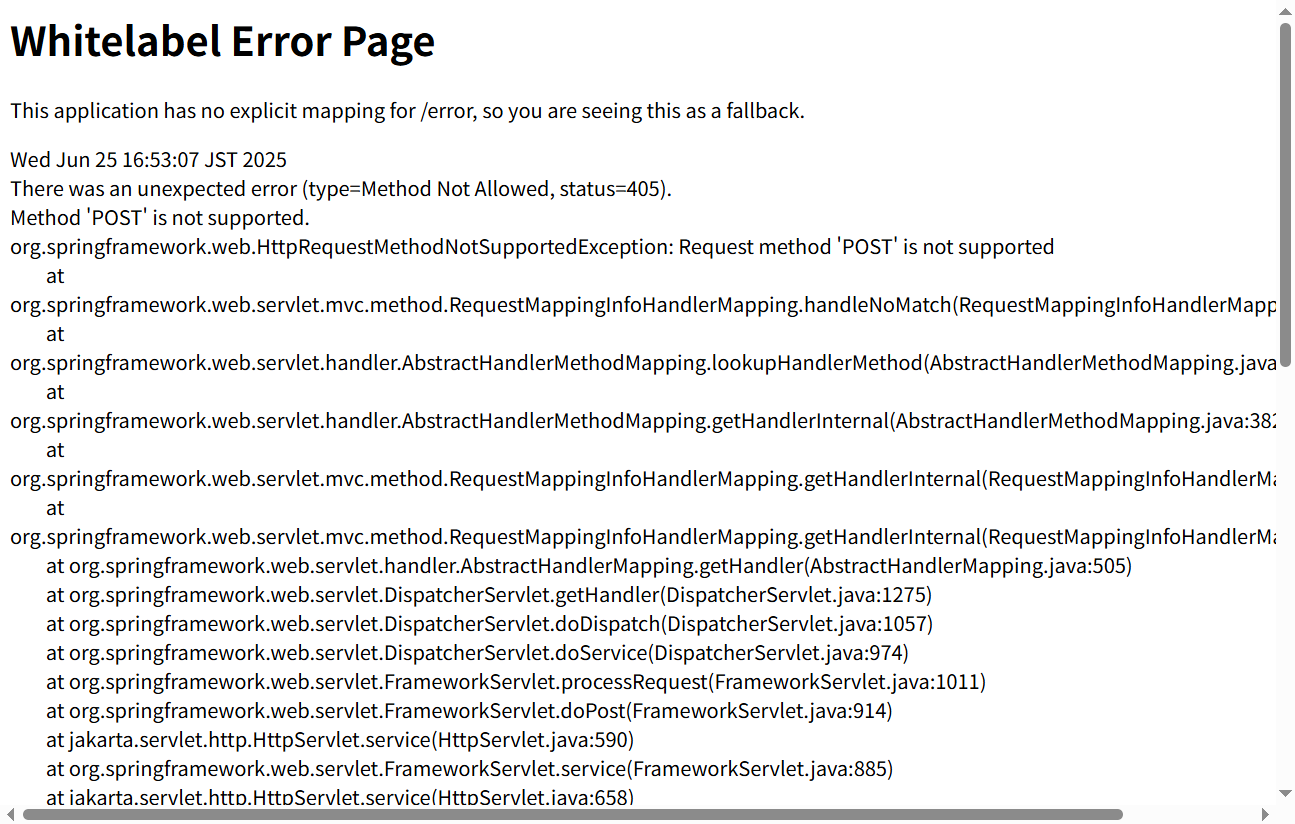 Whitelabel Error Page
This application has no explicit mapping for /error, so you are seeing this as a fallback.
Wed Jun 25 16:53:07 JST 2025
There was an unexpected error (type=Method Not Allowed, status=405).
Method 'POST' is not supported.
org.springframework.web.HttpRequestMethodNotSupportedException: Request method 'POST' is not supported
at
org.springframework.web.servlet.mvc.method.RequestMappingInfoHandlerMapping.handleNoMatch(RequestMappingInfoHandlerMapp
at
org.springframework.web.servlet.handler.AbstractHandlerMethodMapping.lookupHandlerMethod(AbstractHandlerMethodMapping.java
at
org.springframework.web.servlet.handler.AbstractHandlerMethodMapping.getHandlerInternal(AbstractHandlerMethodMapping.java:382
at
org.springframework.web.servlet.mvc.method.RequestMappingInfoHandlerMapping.getHandlerInternal(RequestMappingInfoHandlerMa
at
org.springframework.web.servlet.mvc.method.RequestMappingInfoHandlerMapping.getHandlerInternal(RequestMappingInfoHandlerMa
at org.springframework.web.servlet.handler.AbstractHandlerMapping.getHandler(AbstractHandlerMapping.java:505)
at org.springframework.web.servlet.DispatcherServlet.getHandler(DispatcherServlet.java:1275)
at org.springframework.web.servlet.DispatcherServlet.doDispatch(DispatcherServlet.java:1057)
at org.springframework.web.servlet.DispatcherServlet.doService(DispatcherServlet.java:974)
at org.springframework.web.servlet.FrameworkServlet.processRequest(FrameworkServlet.java:1011)
at org.springframework.web.servlet.FrameworkServlet.doPost(FrameworkServlet.java:914)
at jakarta.servlet.http.HttpServlet.service(HttpServlet.java:590)
at org.springframework.web.servlet.FrameworkServlet.service(FrameworkServlet.java:885)
at jakarta.servlet.http.HttpServlet.service(HttpServlet.java:658)